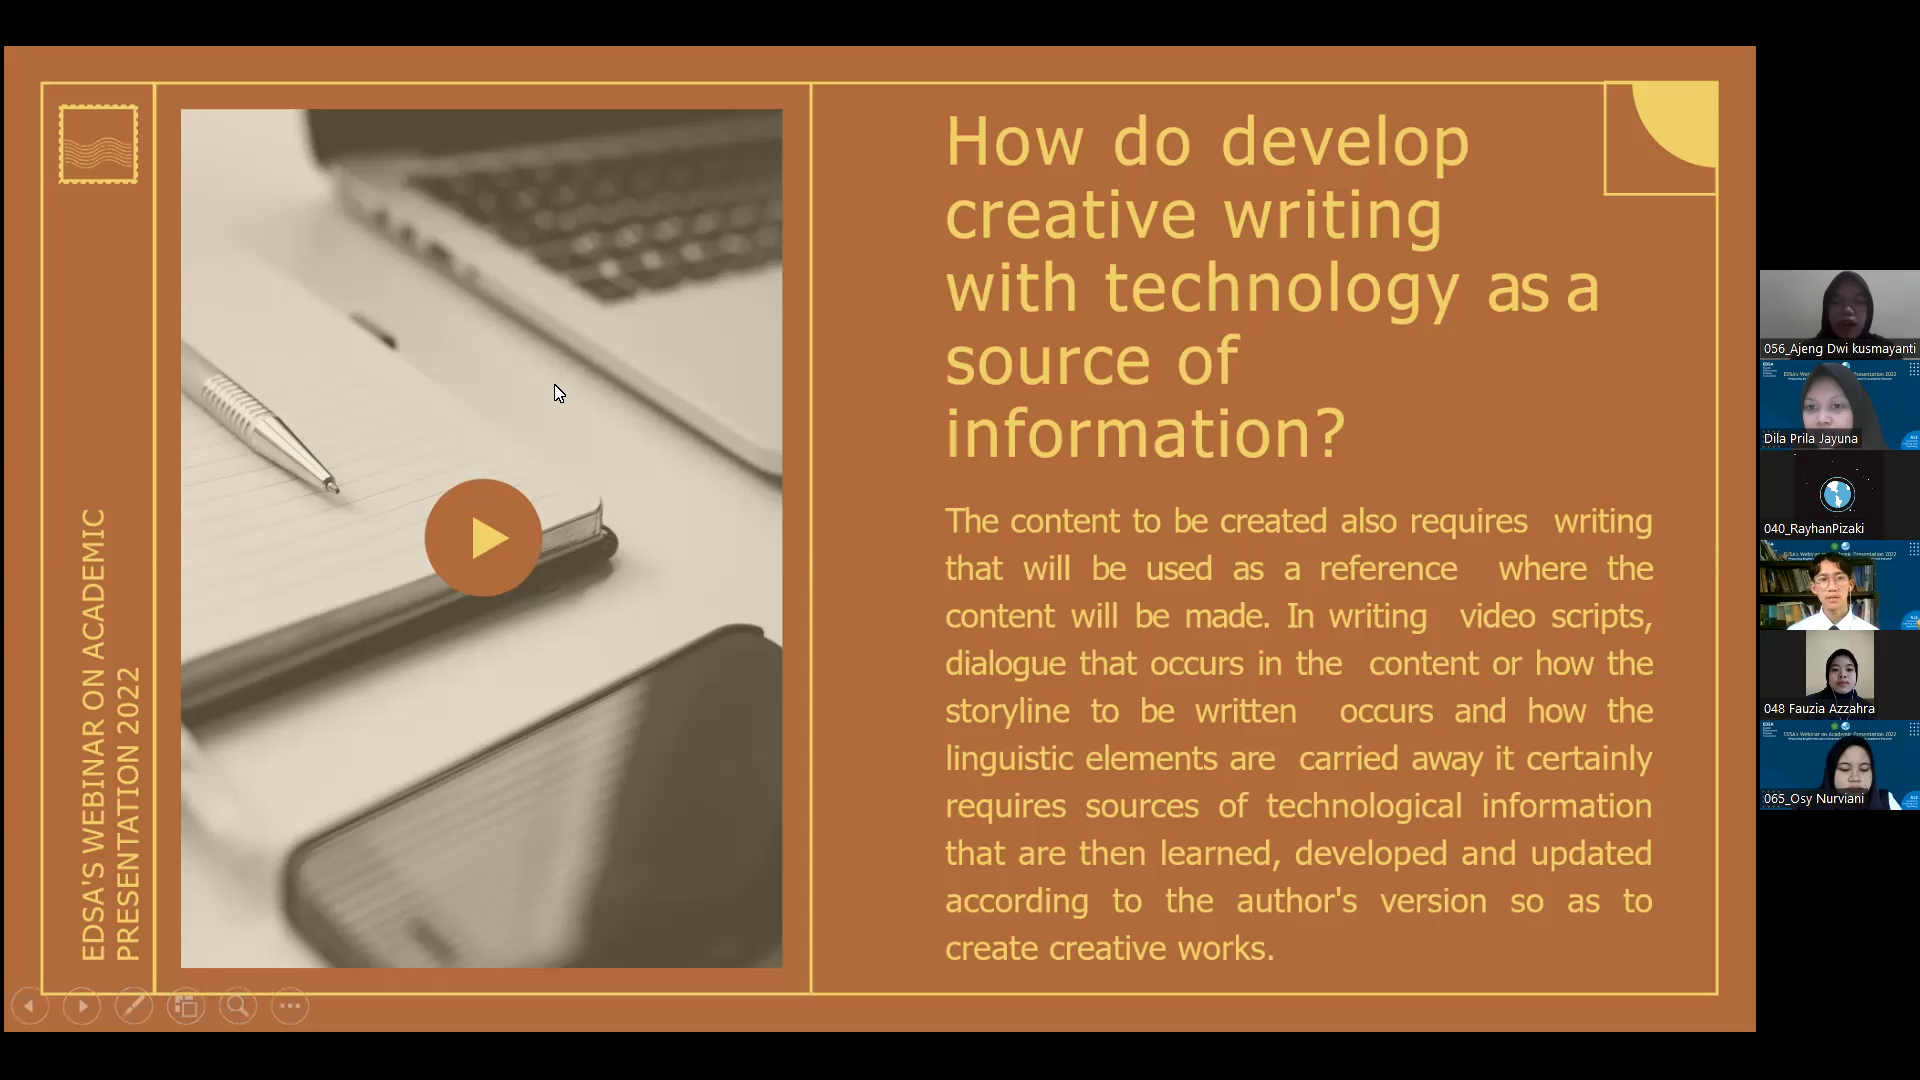 EDSA'S WEBINAR ON ACADEMIC
PRESENTATION 2022
How do develop
creative writing
with technology as a
source of
information?
The content to be created also requires writing
that will be used as a reference where the
content will be made. In writing video scripts,
dialogue that occurs in the content or how the
storyline to be written occurs and how the
linguistic elements are carried away it certainly
requires sources of technological information
that are then learned, developed and updated
according to the author's version so as to
create creative works.
056_Ajeng Dwi kusmayanti
Dila Prila Jayuna
040_RayhanPizaki
048 Fauzia Azzahra
065_Osy Nurviani